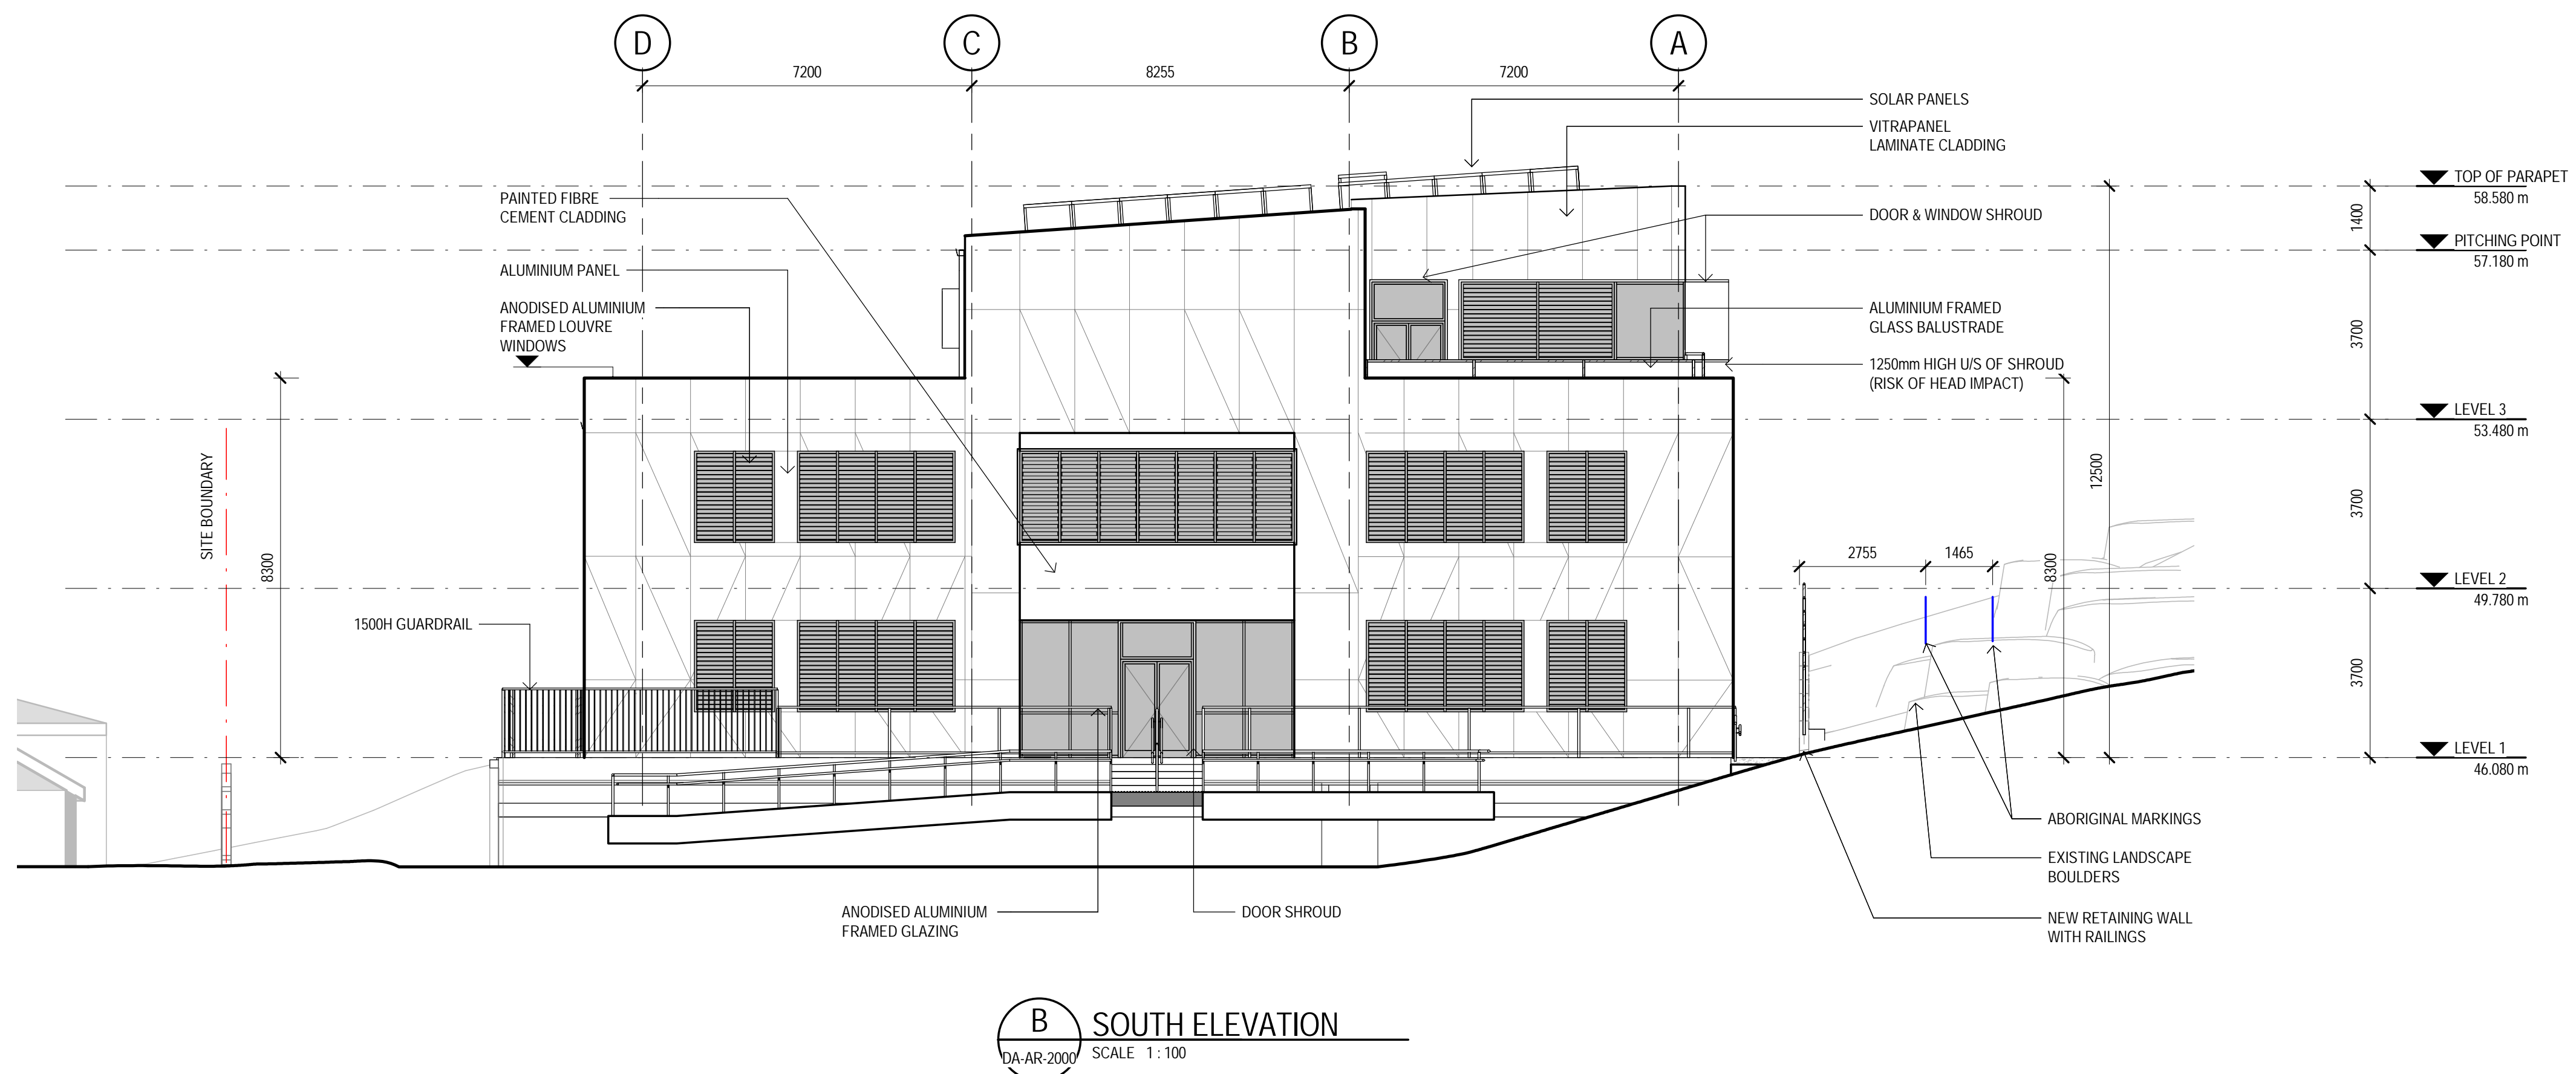 D
C
B
A
7200
8255
7200
SOLAR PANELS
VITRAPANEL
LAMINATE CLADDING
TOP OF PARAPET
58.580 m
PAINTED FIBRE
CEMENT CLADDING
DOOR & WINDOW SHROUD
1400
PITCHING POINT
57.180 m
ALUMINIUM PANEL
ANODISED ALUMINIUM
FRAMED LOUVRE
WINDOWS
ALUMINIUM FRAMED
GLASS BALUSTRADE
3700
1250mm HIGH U/S OF SHROUD
(RISK OF HEAD IMPACT)
LEVEL 3
53.480 m
SITE BOUNDARY
8300
12500
3700
2755
1465
8300
LEVEL 2
49.780 m
1500H GUARDRAIL
3700
LEVEL 1
46.080 m
ABORIGINAL MARKINGS
EXISTING LANDSCAPE
BOULDERS
ANODISED ALUMINIUM
FRAMED GLAZING
DOOR SHROUD
NEW RETAINING WALL
WITH RAILINGS
B
DA-AR-2000
SOUTH ELEVATION
SCALE 1 : 100